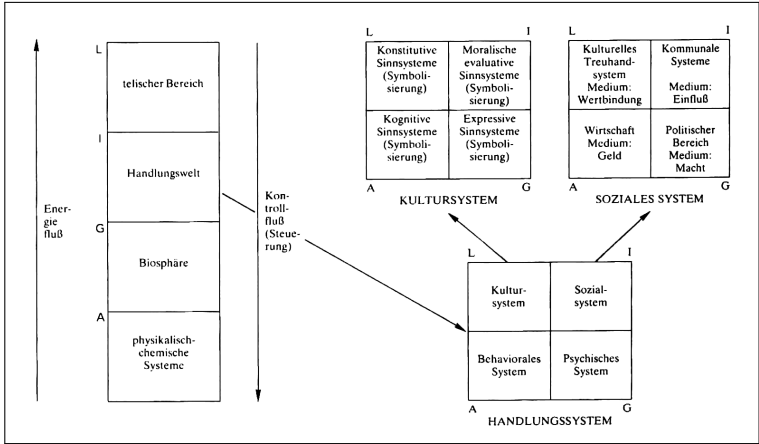 L
telischer Bereich
I
Handlungswelt
G
Biosphäre
A
physikalisch-
chemische
Systeme
Ener-
gie
fluß
Kon-
troll-
fluß
(Steue-
rung)
L I
Konstitutive
Sinnsysteme
(Symboli-
sierung)
Moralische
evaluative
Sinnsysteme
(Symboli-
sierung)
Kognitive
Sinnsysteme
(Symboli-
sierung)
Expressive
Sinnsysteme
(Symboli-
sierung)
A G
KULTURSYSTEM
L I
Kulturelles
Treuhand-
system
Medium:
Wertbindung
Kommunale
Systeme
Medium:
Einfluß
Wirtschaft
Medium:
Geld
Politischer
Bereich
Medium:
Macht
A G
SOZIALES SYSTEM
L I
Kultur-
system
Sozial-
system
Behaviorales
System
Psychisches
System
A G
HANDLUNGSSYSTEM